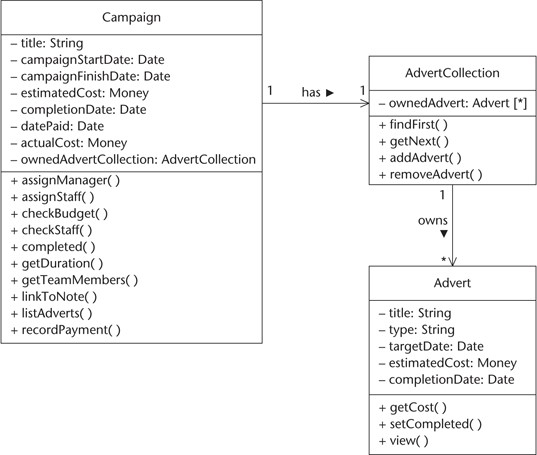 Campaign
– title: String
– campaignStartDate: Date
– campaignFinishDate: Date
– estimatedCost: Money
– completionDate: Date
– datePaid: Date
– actualCost: Money
– ownedAdvertCollection: AdvertCollection
+ assignManager( )
+ assignStaff( )
+ checkBudget( )
+ checkStaff( )
+ completed( )
+ getDuration( )
+ getTeamMembers( )
+ linkToNote( )
+ listAdverts( )
+ recordPayment( )
1 has ► 1
AdvertCollection
– ownedAdvert: Advert [*]
+ findFirst( )
+ getNext( )
+ addAdvert( )
+ removeAdvert( )
1
owns
▼
*
Advert
– title: String
– type: String
– targetDate: Date
– estimatedCost: Money
– completionDate: Date
+ getCost( )
+ setCompleted( )
+ view( )